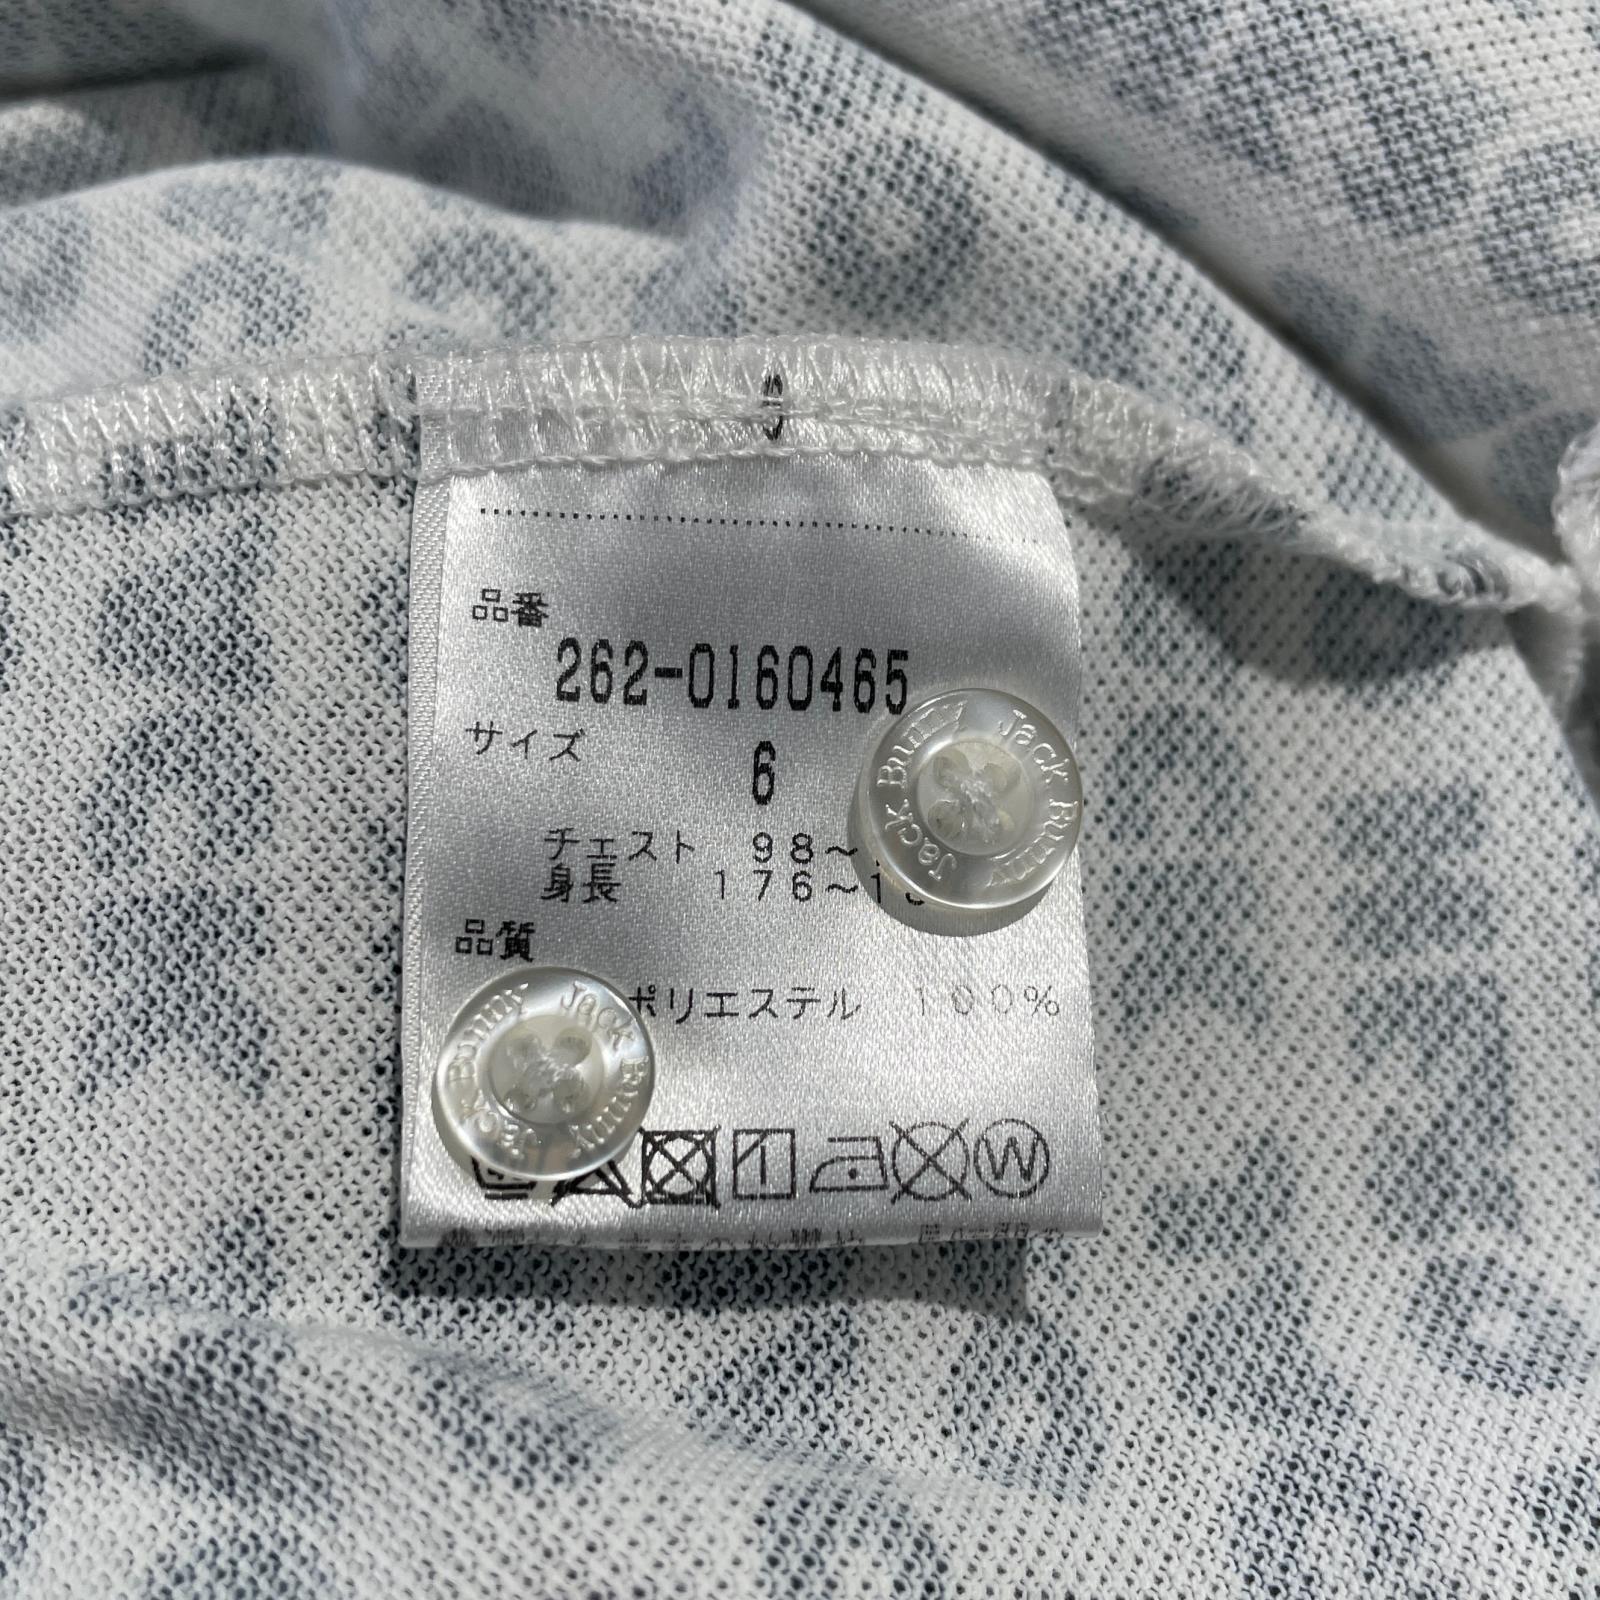 品番
262-0160465
サイズ
6
チェスト 98~
身長 176~1
品質
ポリエステル 100%
W
Jack Bunny Jack Bunny
Jack Bunny Jack Bunny